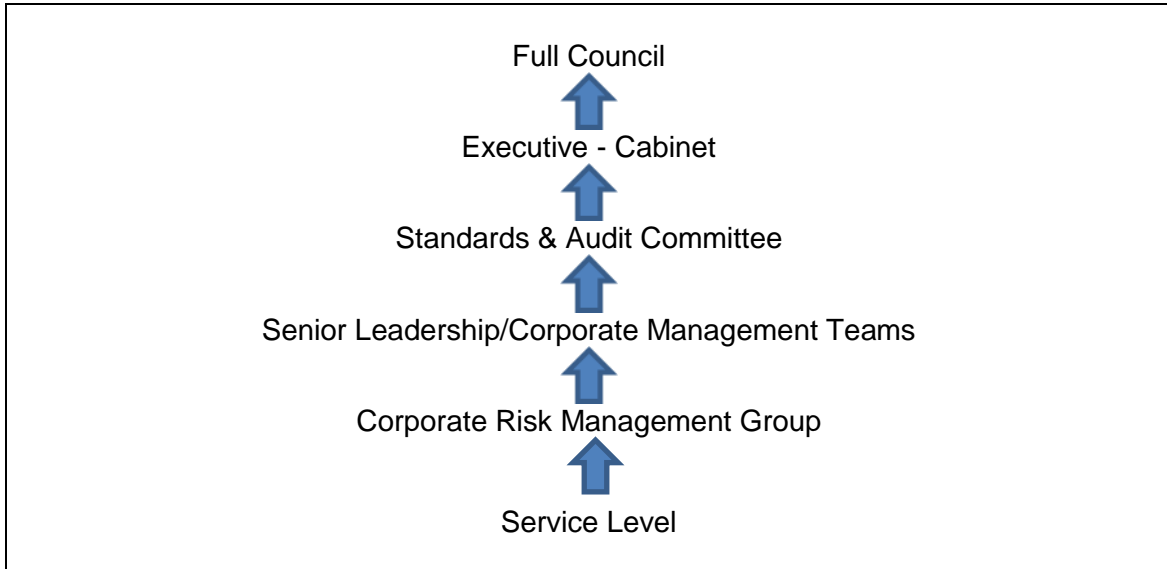 Full Council
Executive - Cabinet
Standards & Audit Committee
Senior Leadership/Corporate Management Teams
Corporate Risk Management Group
Service Level